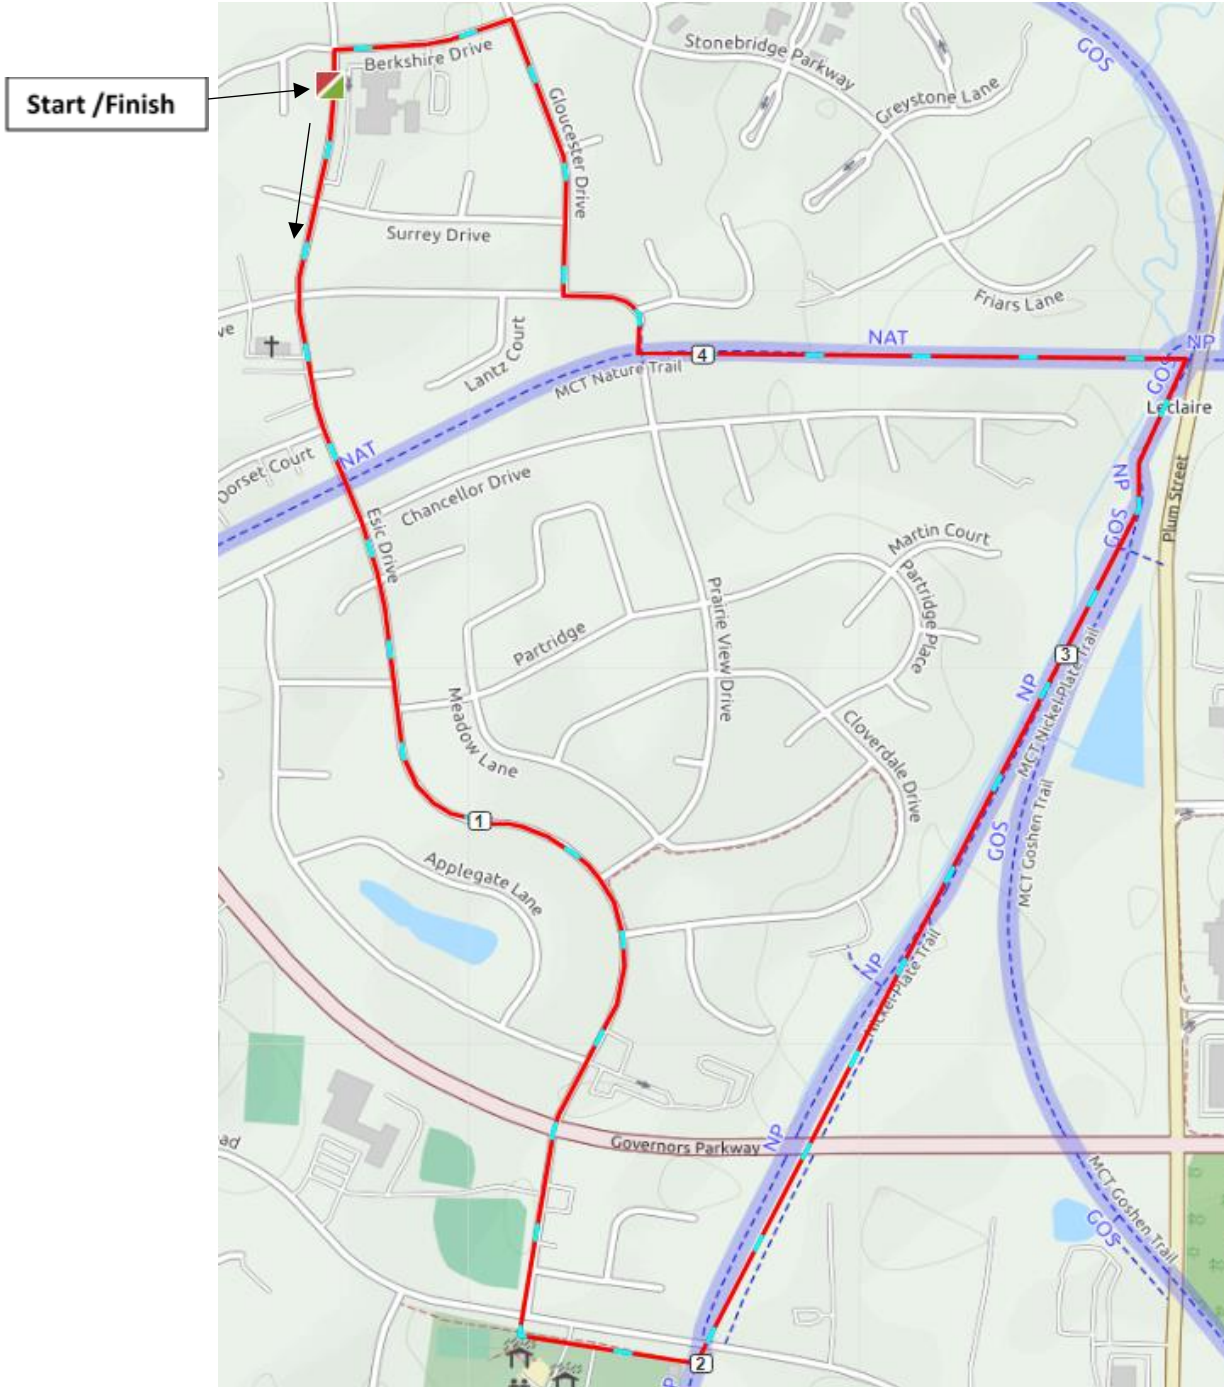 Start /Finish
Berkshire Drive
Stonebridge Parkway
GOS
Greystone Lane
Gloucester Drive
Surrey Drive
Friars Lane
ve
Lantz Court
NAT
4
NP
MCT Nature Trail
GOS
Leclaire
NAT
Dorset Court
Chancellor Drive
NP
Plum Street
Esic Drive
GOS
Martin Court
Partridge Place
Prairie View Drive
Partridge
3
MCT Nickel Plate Trail
NP
Meadow Lane
Cloverdale Drive
1
GOS
MCT Goshen Trail
Applegate Lane
NP
Nickel Plate Trail
ad
Governors Parkway
NP
MCT Goshen Trail
GOS
2
P